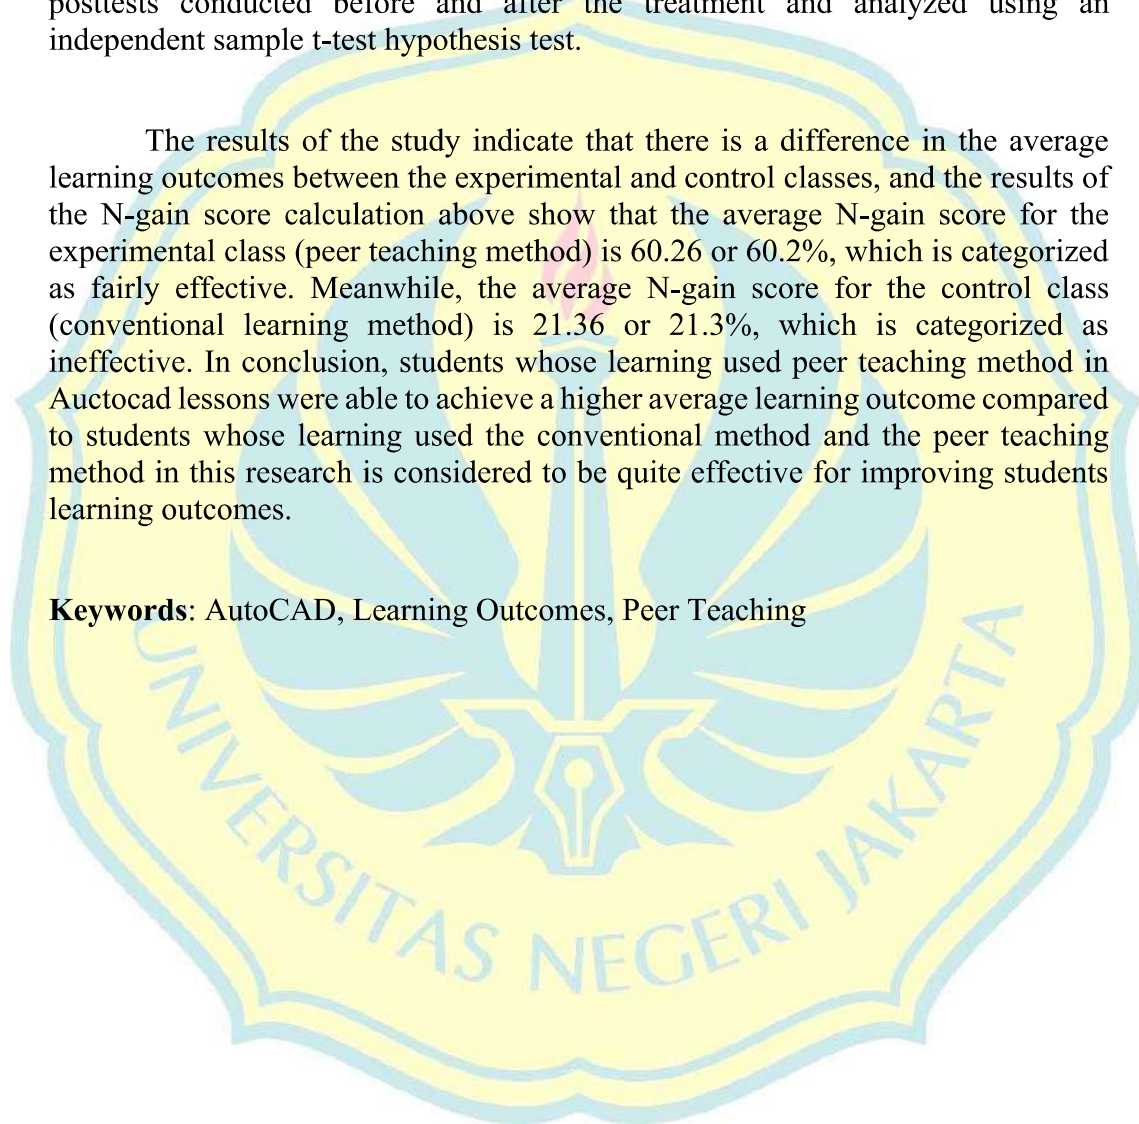 posttests conducted before and after the treatment and analyzed using an
independent sample t-test hypothesis test.
The results of the study indicate that there is a difference in the average
learning outcomes between the experimental and control classes, and the results of
the N-gain score calculation above show that the average N-gain score for the
experimental class (peer teaching method) is 60.26 or 60.2%, which is categorized
as fairly effective. Meanwhile, the average N-gain score for the control class
(conventional learning method) is 21.36 or 21.3%, which is categorized as
ineffective. In conclusion, students whose learning used peer teaching method in
Auctocad lessons were able to achieve a higher average learning outcome compared
to students whose learning used the conventional method and the peer teaching
method in this research is considered to be quite effective for improving students
learning outcomes.
Keywords: AutoCAD, Learning Outcomes, Peer Teaching
UNIVERSITAS NEGERI JAKARTA